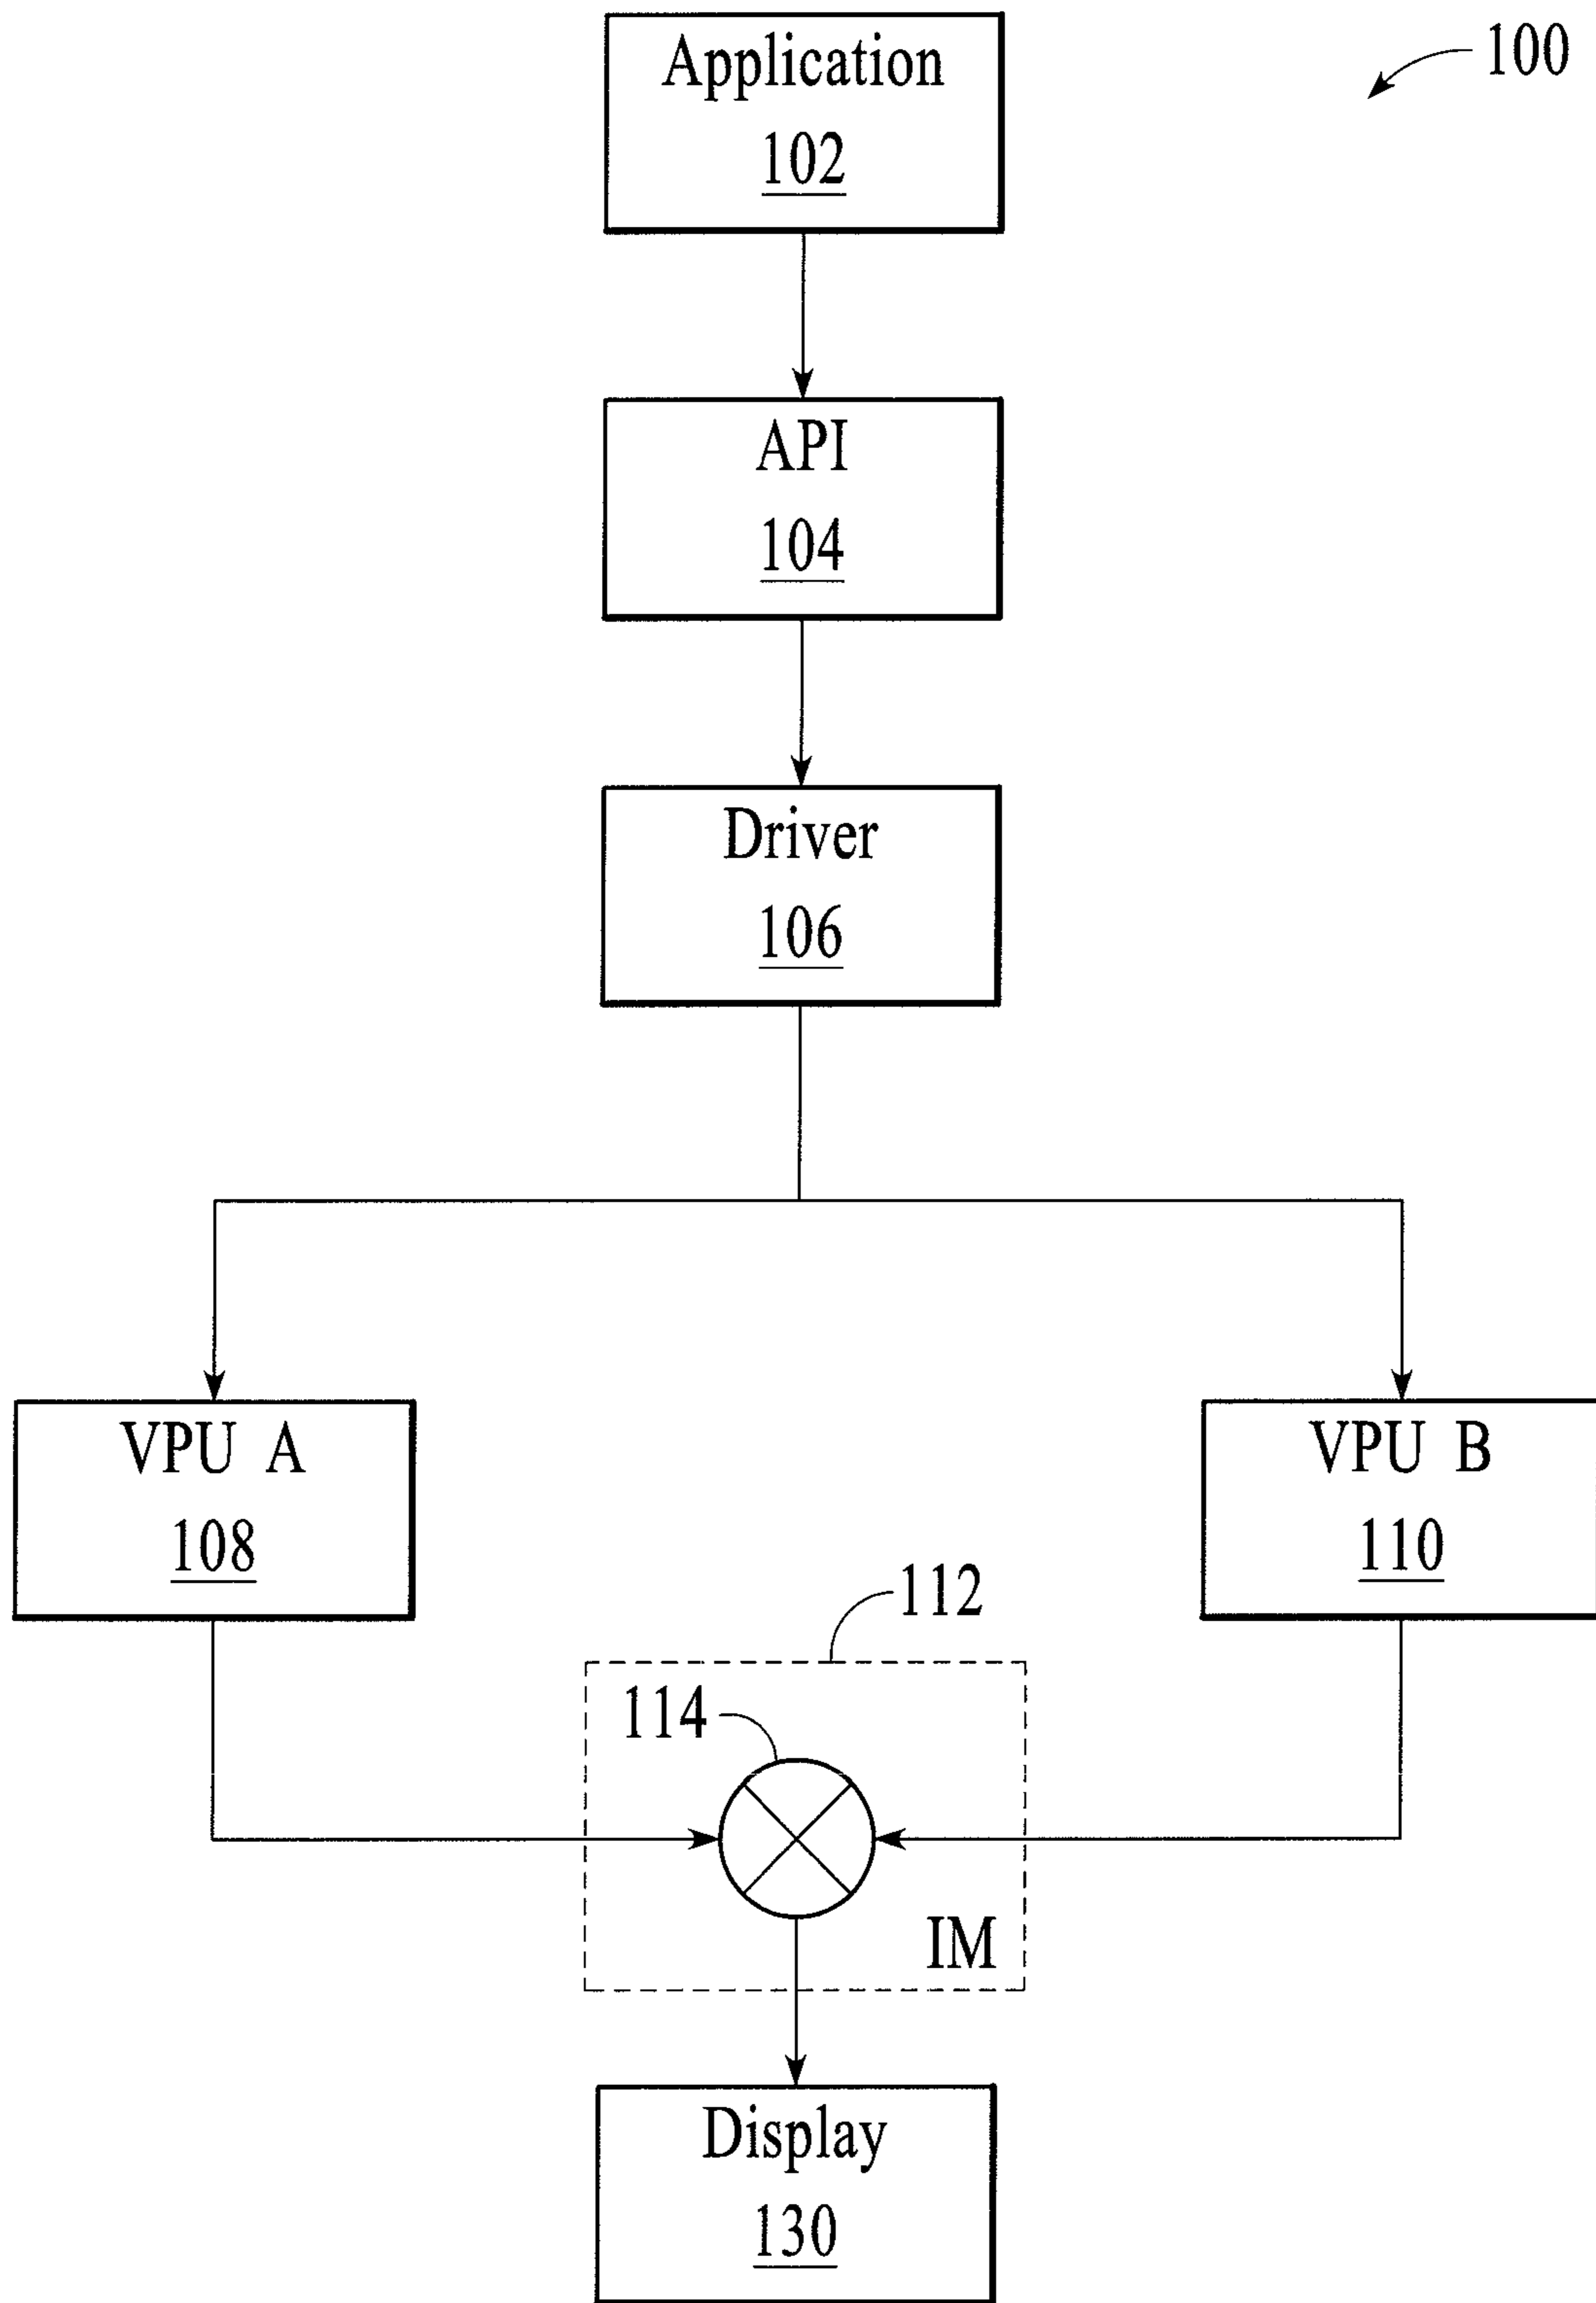 Application
102
100
API
104
Driver
106
VPU A
108
VPU B
110
112
114
IM
Display
130